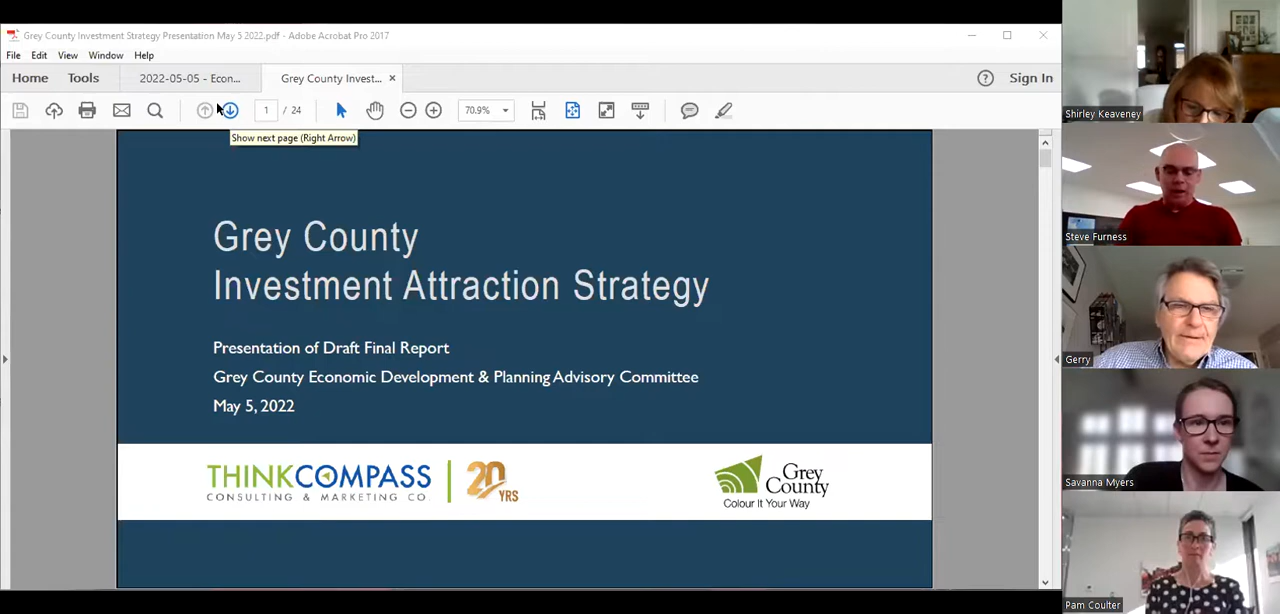 Grey County Investment Strategy Presentation May 5 2022.pdf - Adobe Acrobat Pro 2017
File Edit View Window Help
Home Tools 2022-05-05 - Econ... Grey County Invest... × Sign In
1 / 24 70.9%
Show next page (Right Arrow)
Grey County
Investment Attraction Strategy
Presentation of Draft Final Report
Grey County Economic Development & Planning Advisory Committee
May 5, 2022
THINKCOMPASS
CONSULTING & MARKETING CO
20 YRS
Grey
County
Colour It Your Way
Shirley Keaveney
Steve Furness
Gerry
Savanna Myers
Pam Coulter